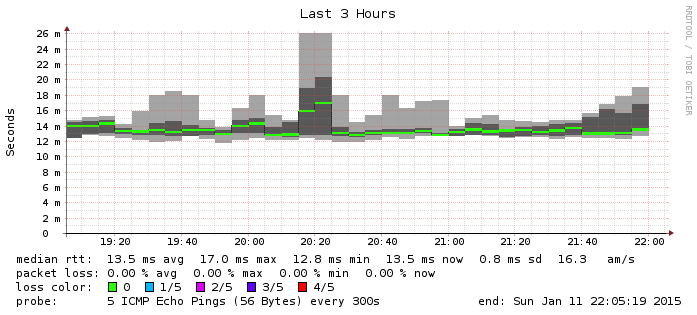 Last 3 Hours
RRDTOOL / TOBI OETIKER
Seconds
26 m
24 m
22 m
20 m
18 m
16 m
14 m
12 m
10 m
8 m
6 m
4 m
2 m
0
19:20 19:40 20:00 20:20 20:40 21:00 21:20 21:40 22:00
median rtt: 13.5 ms avg 17.0 ms max 12.8 ms min 13.5 ms now 0.8 ms sd 16.3 am/s
packet loss: 0.00 % avg 0.00 % max 0.00 % min 0.00 % now
loss color: 0 1/5 2/5 3/5 4/5
probe: 5 ICMP Echo Pings (56 Bytes) every 300s end: Sun Jan 11 22:05:19 2015